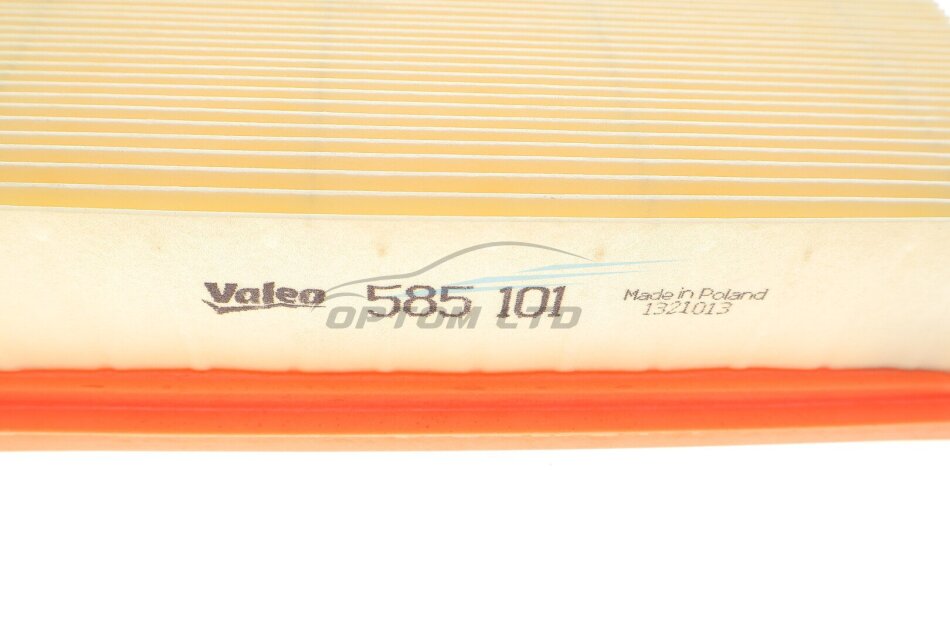 Valeo 585 101 Made in Poland
1321013
OPTOM LTD